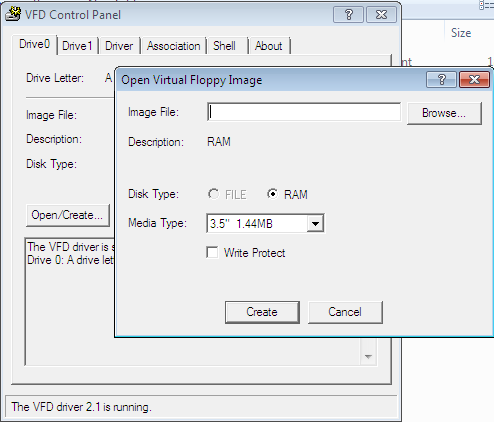 VFD Control Panel
Size
Drive0 Drive1 Driver Association Shell About
Drive Letter: A
Open Virtual Floppy Image
Image File:
Description:
Disk Type:
Open/Create...
Image File: Browse...
Description: RAM
Disk Type: FILE RAM
Media Type: 3.5" 1.44MB
Write Protect
Create Cancel
The VFD driver is
Drive 0: A drive
The VFD driver 2.1 is running.